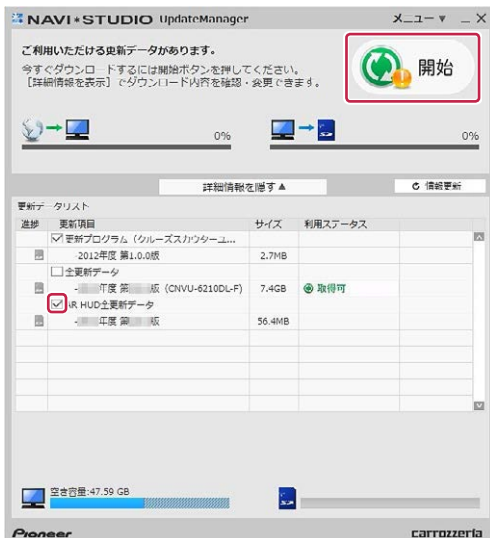 NAVI*STUDIO UpdateManager
メニュー ▼ _ X
ご利用いただける更新データがあります。
今すぐダウンロードするには開始ボタンを押してください。
[詳細情報を表示]でダウンロード内容を確認・変更できます。
開始
0%
0%
詳細情報を隠す▲
情報更新
更新データリスト
進捗 更新項目 サイズ 利用ステータス
更新プログラム (クルーズスカウターユ...
2012年度 第1.0.0版 2.7MB
全更新データ
- 年度 第 版 (CNVU-6210DL-F) 7.4GB 取得可
AR HUD全更新データ
- 年度 第 版 56.4MB
空き容量:47.59 GB
Pioneer
carrozzeria